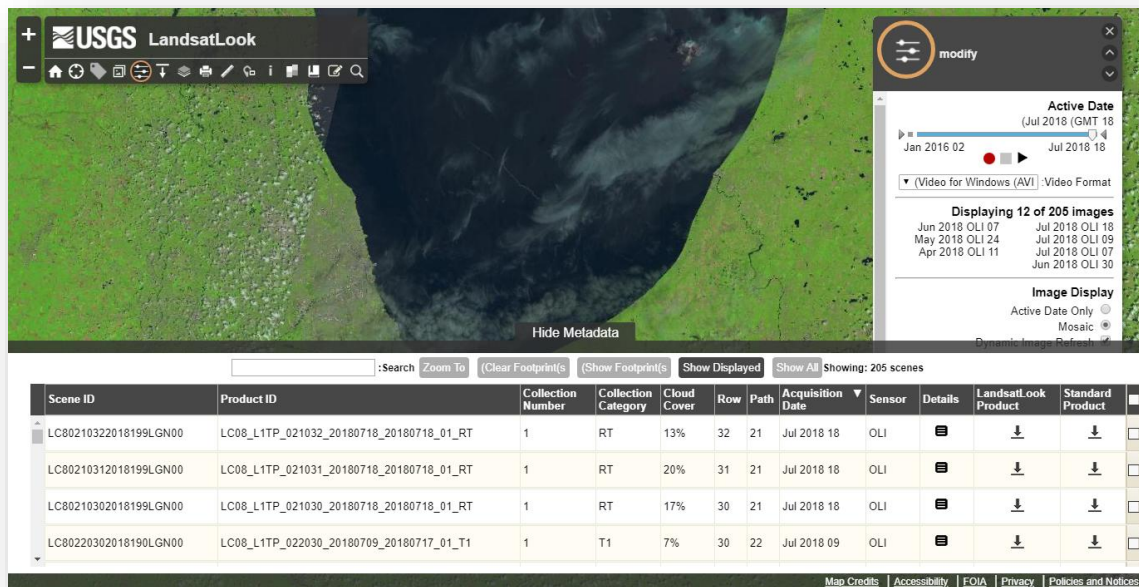 USGS LandsatLook
modify
Active Date
(Jul 2018 (GMT 18
Jan 2016 02 Jul 2018 18
(Video for Windows (AVI :Video Format
Displaying 12 of 205 images
Jun 2018 OLI 07 Jul 2018 OLI 18
May 2018 OLI 24 Jul 2018 OLI 09
Apr 2018 OLI 11 Jul 2018 OLI 07
Jun 2018 OLI 30
Image Display
Active Date Only
Mosaic
Dynamic Image Refresh
Hide Metadata
:Search Zoom To (Clear Footprint(s (Show Footprint(s Show Displayed Show All Showing: 205 scenes
Scene ID Product ID Collection Number Collection Category Cloud Cover Row Path Acquisition Date Sensor Details LandsatLook Product Standard Product
LC80210322018199LGN00 LC08_L1TP_021032_20180718_20180718_01_RT 1 RT 13% 32 21 Jul 2018 18 OLI
LC80210312018199LGN00 LC08_L1TP_021031_20180718_20180718_01_RT 1 RT 20% 31 21 Jul 2018 18 OLI
LC80210302018199LGN00 LC08_L1TP_021030_20180718_20180718_01_RT 1 RT 17% 30 21 Jul 2018 18 OLI
LC80220302018190LGN00 LC08_L1TP_022030_20180709_20180717_01_T1 1 T1 7% 30 22 Jul 2018 09 OLI
Map Credits | Accessibility | FOIA | Privacy | Policies and Notices